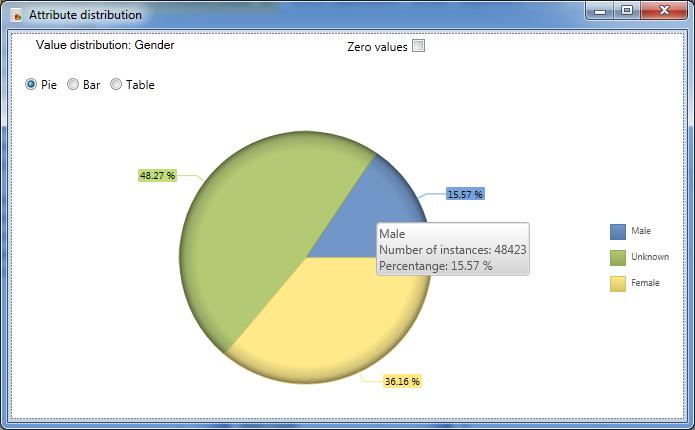 Attribute distribution
Value distribution: Gender
Zero values
Pie Bar Table
48.27 %
15.57 %
Male
Number of instances: 48423
Percentange: 15.57 %
Male
Unknown
Female
36.16 %